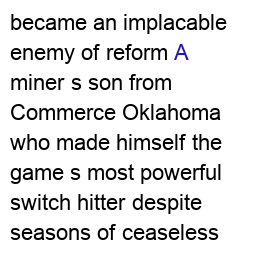 became an implacable
enemy of reform A
miner s son from
Commerce Oklahoma
who made himself the
game s most powerful
switch hitter despite
seasons of ceaseless